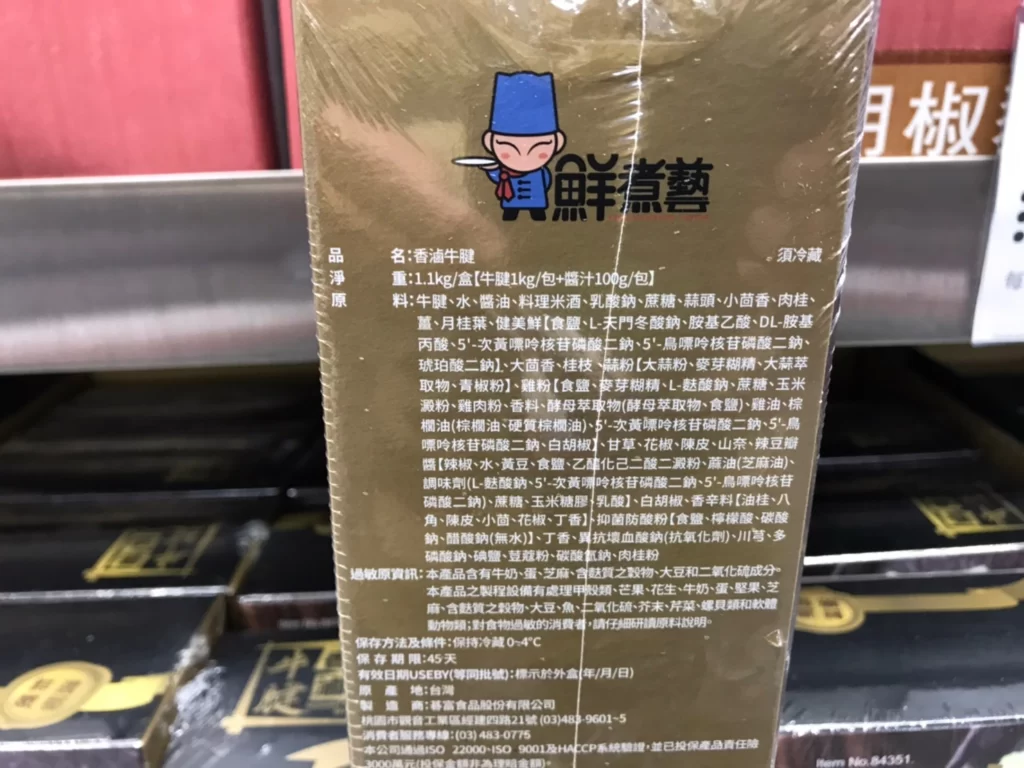 鮮煮藝
胡椒
每
品 名:香滷牛腱 須冷藏
淨 重:1.1kg/盒【牛腱1kg/包+醬汁100g/包】
原 料:牛腱、水、醬油、料理米酒、乳酸鈉、蔗糖、蒜頭、小茴香、肉桂、
薑、月桂葉、健美鮮【食鹽、L-天門冬酸鈉、胺基乙酸、DL-胺基
丙酸、5'-次黃嘌呤核苷磷酸二鈉、5'-鳥嘌呤核苷磷酸二鈉、
琥珀酸二鈉】、大茴香、桂枝、蒜粉【大蒜粉、麥芽糊精、大蒜萃
取物、青椒粉】、雞粉【食鹽、麥芽糊精、L-麩酸鈉、蔗糖、玉米
澱粉、雞肉粉、香料、酵母萃取物(酵母萃取物、食鹽)、雞油、棕
櫚油(棕櫚油、硬質棕櫚油)、5'-次黃嘌呤核苷磷酸二鈉、5'-鳥
嘌呤核苷磷酸二鈉、白胡椒】、甘草、花椒、陳皮、山奈、辣豆瓣
醬【辣椒、水、黃豆、食鹽、乙醯化己二酸二澱粉、蔴油(芝麻油)、
調味劑(L-麩酸鈉、5'-次黃嘌呤核苷磷酸二鈉、5'-鳥嘌呤核苷
磷酸二鈉)、蔗糖、玉米糖膠、乳酸】、白胡椒、香辛料【油桂、八
角、陳皮、小茴、花椒、丁香】、抑菌防酸粉【食鹽、檸檬酸、碳酸
鈉、醋酸鈉(無水)】、丁香、異抗壞血酸鈉(抗氧化劑)、川芎、多
磷酸鈉、碘鹽、荳蔻粉、碳酸氫鈉、肉桂粉
過敏原資訊:本產品含有牛奶、蛋、芝麻、含麩質之穀物、大豆和二氧化硫成分。
本產品之製程設備有處理甲殼類、芒果、花生、牛奶、蛋、堅果、芝
麻、含麩質之穀物、大豆、魚、二氧化硫、芥末、芹菜、螺貝類和軟體
動物類;對食物過敏的消費者,請仔細研讀原料說明。
保存方法及條件:保持冷藏0~4°C
保存期限:45天
有效日期USEBY(等同批號):標示於外盒(年/月/日)
原 產 地:台灣
製 造 商:碁富食品股份有限公司
桃園市觀音工業區經建四路21號 (03)483-9601~5
消費者服務專線:(03) 483-0775
本公司通過ISO 22000、ISO 9001及HACCP系統驗證,並已投保產品責任險
3000萬元(投保金額非為理賠金額)。
牛腱
Item No.84351.